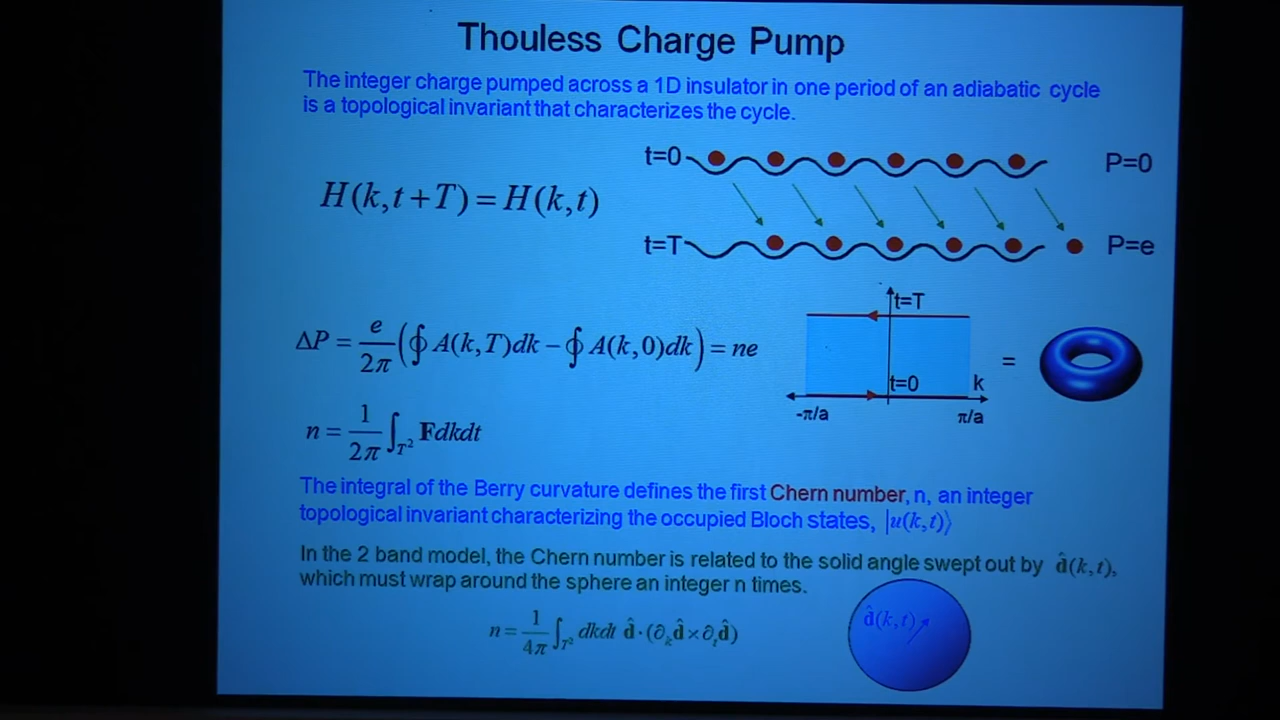 Thouless Charge Pump
The integer charge pumped across a 1D insulator in one period of an adiabatic cycle
is a topological invariant that characterizes the cycle.
t=0
P=0
H(k,t+T) = H(k,t)
t=T
P=e
t=T
ΔP = e/2π (∮ A(k,T)dk − ∮ A(k,0)dk) = ne
=
t=0
k
-π/a
π/a
n = 1/2π ∫_T² F dkdt
The integral of the Berry curvature defines the first Chern number, n, an integer
topological invariant characterizing the occupied Bloch states, |u(k,t)⟩
In the 2 band model, the Chern number is related to the solid angle swept out by d̂(k,t),
which must wrap around the sphere an integer n times.
n = 1/4π ∫_T² dkdt d̂·(∂_k d̂ × ∂_t d̂)
d̂(k,t)